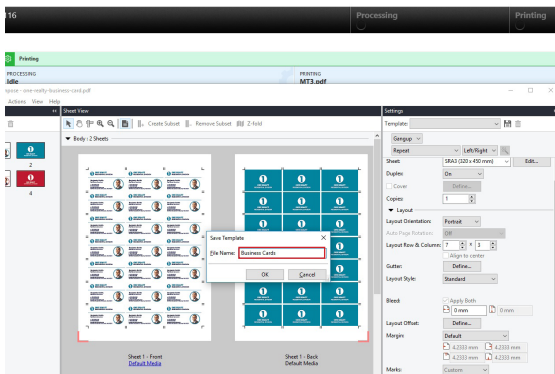 116
Processing
Printing
Printing
PROCESSING
Idle
PRINTING
MT3.pdf
pose - one-realty-business-card-pdf
Actions View Help
Sheet View
Settings
Create Subset
Remove Subset
Z-fold
Template:
Body : 2 Sheets
Gangup
Repeat
Left/Right
Sheet:
SRA3 (320 x 450 mm)
Edit...
Duplex
On
Cover
Define...
Copies
1
Layout
Layout Orientation:
Portrait
Auto Page Rotation:
Off
Layout Row & Column:
7
x
3
Align to center
Gutter:
Define...
Layout Style:
Standard
Bleed:
Apply Both
0 mm
0 mm
Layout Offset:
Define...
Margin:
Default
4.2333 mm
4.2333 mm
4.2333 mm
4.2333 mm
Marks:
Custom
2
4
Save Template
File Name:
Business Cards
OK
Cancel
Sheet 1 - Front
Default Media
Sheet 1 - Back
Default Media